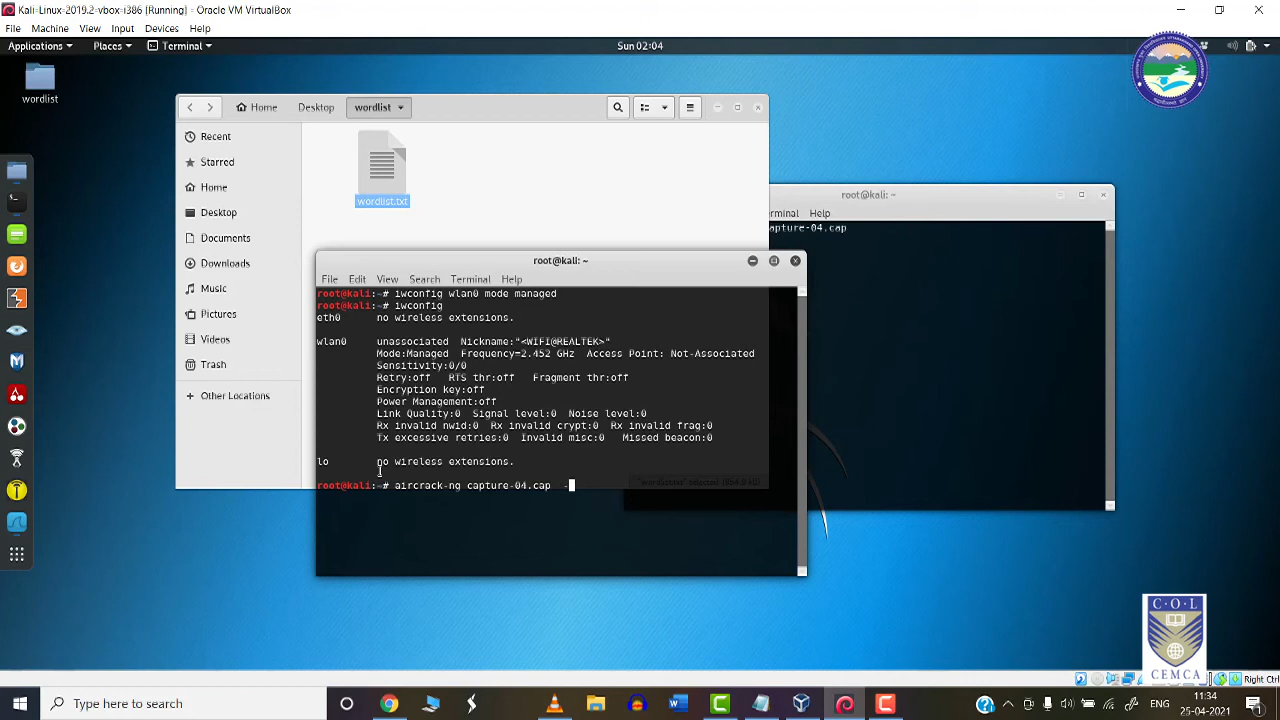 Kali-Linux-2019.2-vbox-i386 [Running] - Oracle VM VirtualBox
File Machine View Input Devices Help
Applications Places Terminal
Sun 02:04
wordlist
Home Desktop wordlist
Recent
Starred
Home
Desktop
Documents
Downloads
Music
Pictures
Videos
Trash
Other Locations
wordlist.txt
root@kali: ~
rminal Help
apture-04.cap
root@kali: ~
File Edit View Search Terminal Help
root@kali:~# iwconfig wlan0 mode managed
root@kali:~# iwconfig
eth0 no wireless extensions.
wlan0 unassociated Nickname:"<WIFI@REALTEK>"
Mode:Managed Frequency=2.452 GHz Access Point: Not-Associated
Sensitivity:0/0
Retry:off RTS thr:off Fragment thr:off
Encryption key:off
Power Management:off
Link Quality:0 Signal level:0 Noise level:0
Rx invalid nwid:0 Rx invalid crypt:0 Rx invalid frag:0
Tx excessive retries:0 Invalid misc:0 Missed beacon:0
lo no wireless extensions.
root@kali:~# aircrack-ng capture-04.cap -
C·O·L
CEMCA
Right Ctrl
Type here to search
11:34
25-04-2021